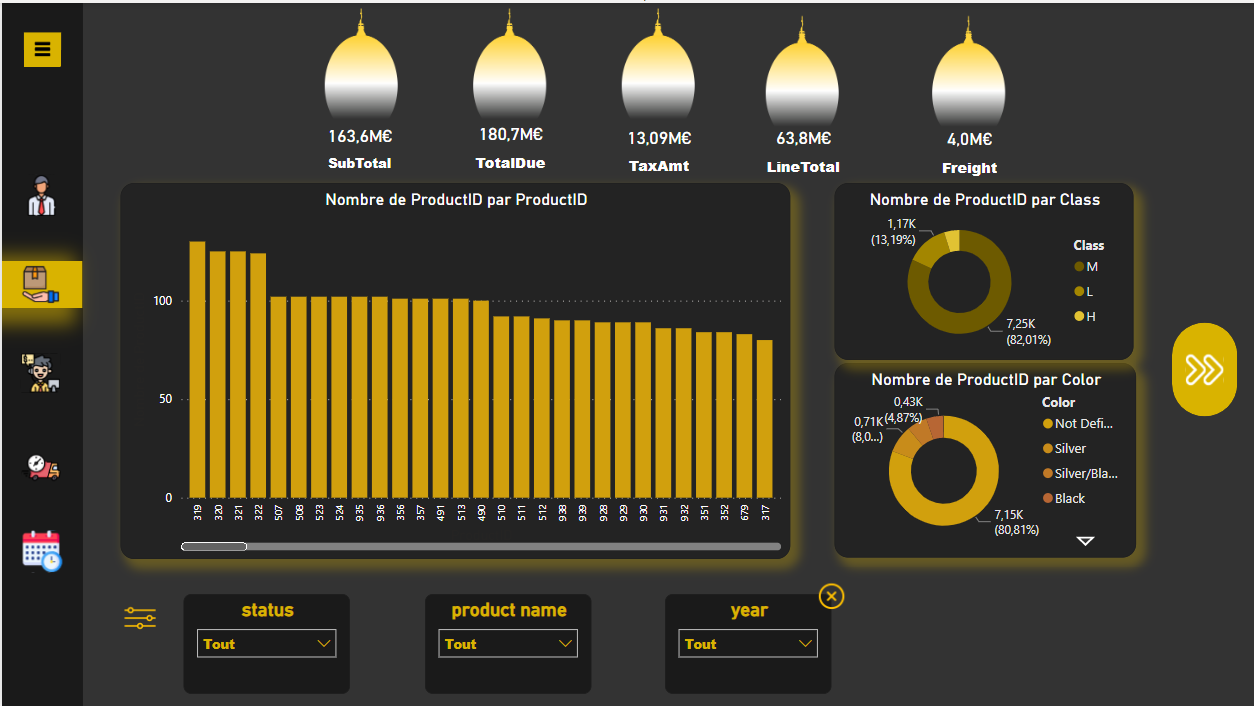 163,6M€
SubTotal
180,7M€
TotalDue
13,09M€
TaxAmt
63,8M€
LineTotal
4,0M€
Freight
Nombre de ProductID par ProductID
100
50
0
319 320 321 322 507 508 523 524 935 936 356 357 491 513 490 510 511 512 938 939 928 929 930 931 932 351 352 679 317
Nombre de ProductID par Class
1,17K
(13,19%)
7,25K
(82,01%)
Class
M
L
H
Nombre de ProductID par Color
0,43K
(4,87%)
0,71K
(8,0...)
7,15K
(80,81%)
Color
Not Defi...
Silver
Silver/Bla...
Black
status
Tout
product name
Tout
year
Tout